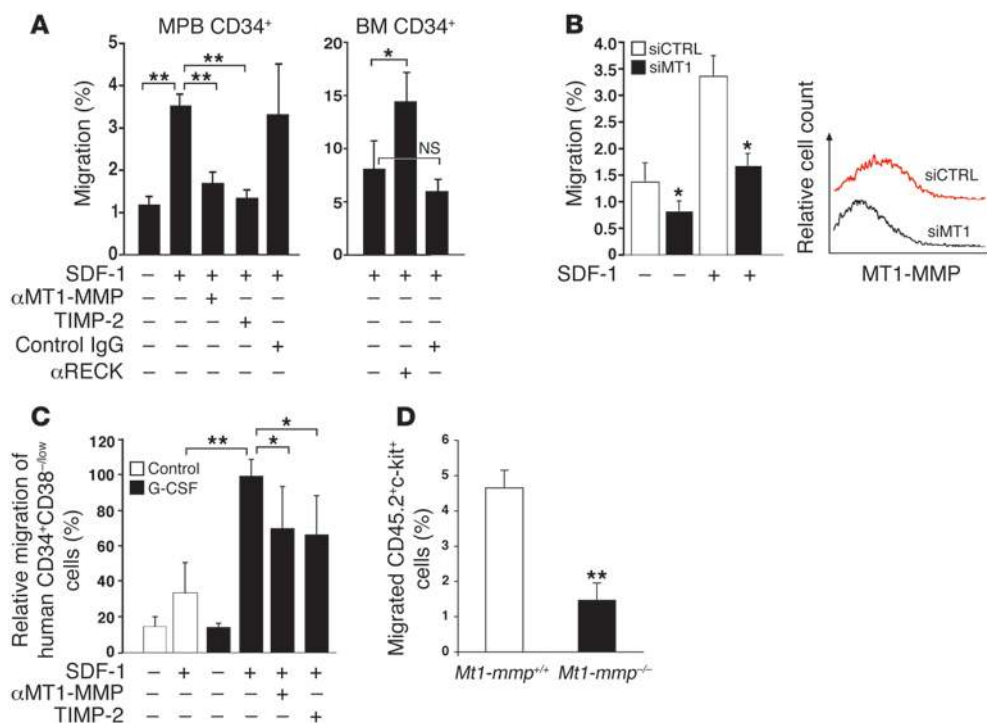 A
MPB CD34+
BM CD34+
Migration (%)
5
4
3
2
1
0
**
**
**
20
15
10
5
0
*
NS
SDF-1 – + + + + + + +
αMT1-MMP – – + – – – – –
TIMP-2 – – – + – – – –
Control IgG – – – – + – – +
αRECK – – – – – – + –
B
Migration (%)
4.0
3.5
3.0
2.5
2.0
1.5
1.0
0.5
0
siCTRL
siMT1
*
*
SDF-1 – – + +
Relative cell count
siCTRL
siMT1
MT1-MMP
C
Relative migration of
human CD34+CD38–/low
cells (%)
120
100
80
60
40
20
0
Control
G-CSF
**
*
*
SDF-1 – + – + + +
αMT1-MMP – – – – + –
TIMP-2 – – – – – +
D
Migrated CD45.2+c-kit+
cells (%)
6
5
4
3
2
1
0
**
Mt1-mmp+/+ Mt1-mmp–/–